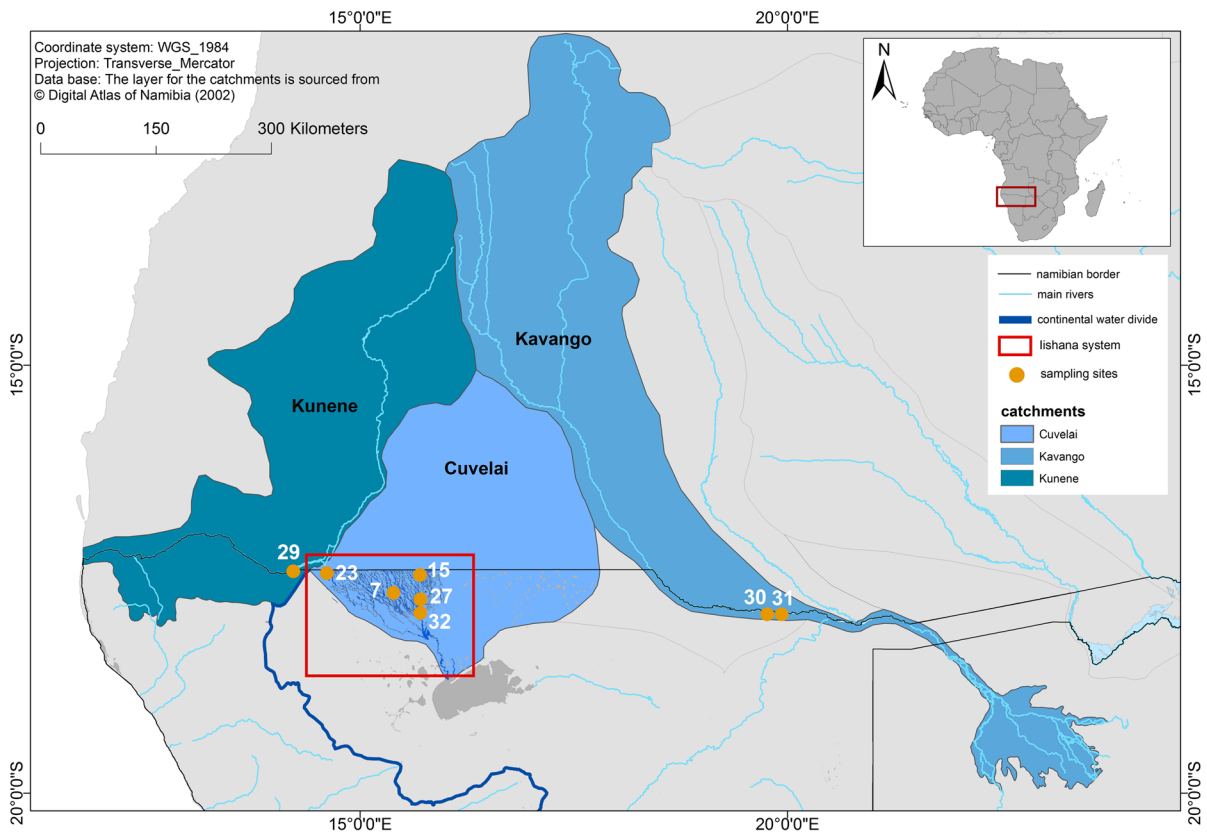 15°0'0"E
20°0'0"E
Coordinate system: WGS_1984
Projection: Transverse_Mercator
Data base: The layer for the catchments is sourced from
© Digital Atlas of Namibia (2002)
0 150 300 Kilometers
N
namibian border
main rivers
continental water divide
Iishana system
sampling sites
catchments
Cuvelai
Kavango
Kunene
15°0'0"S
15°0'0"S
Kavango
Kunene
Cuvelai
29
23
15
7
27
32
30
31
20°0'0"S
20°0'0"S
15°0'0"E
20°0'0"E